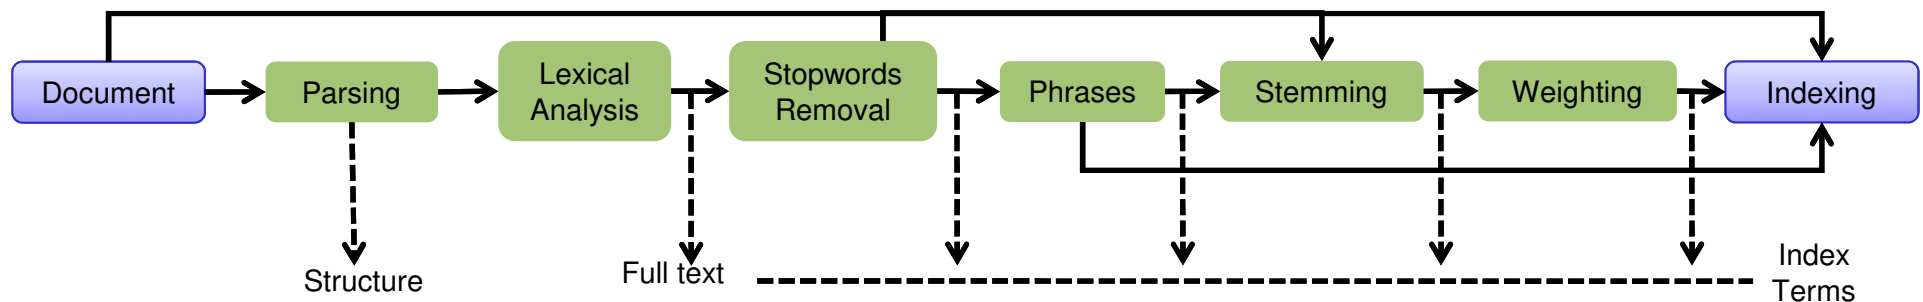 Document
Parsing
Lexical
Analysis
Stopwords
Removal
Phrases
Stemming
Weighting
Indexing
Structure
Full text
Index
Terms